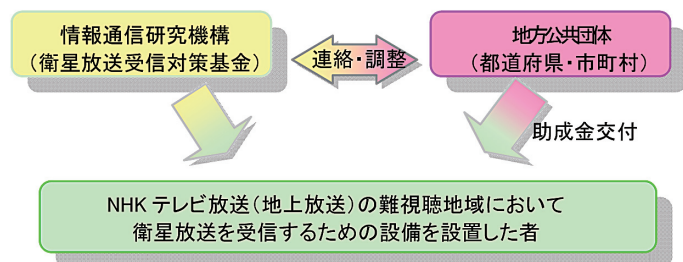 情報通信研究機構
（衛星放送受信対策基金）
連絡・調整
地方公共団体
（都道府県・市町村）
助成金交付
NHK テレビ放送（地上放送）の難視聴地域において
衛星放送を受信するための設備を設置した者